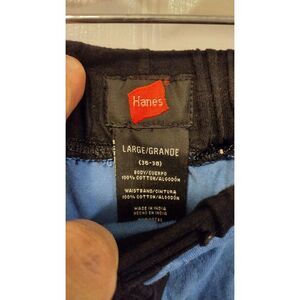 Hanes
LARGE/GRANDE
(36-38)
BODY/CUERPO
100% COTTON/ALGODÓN
WAISTBAND/CINTURA
100% COTTON/ALGODÓN
MADE IN INDIA
HECHO EN INDIA